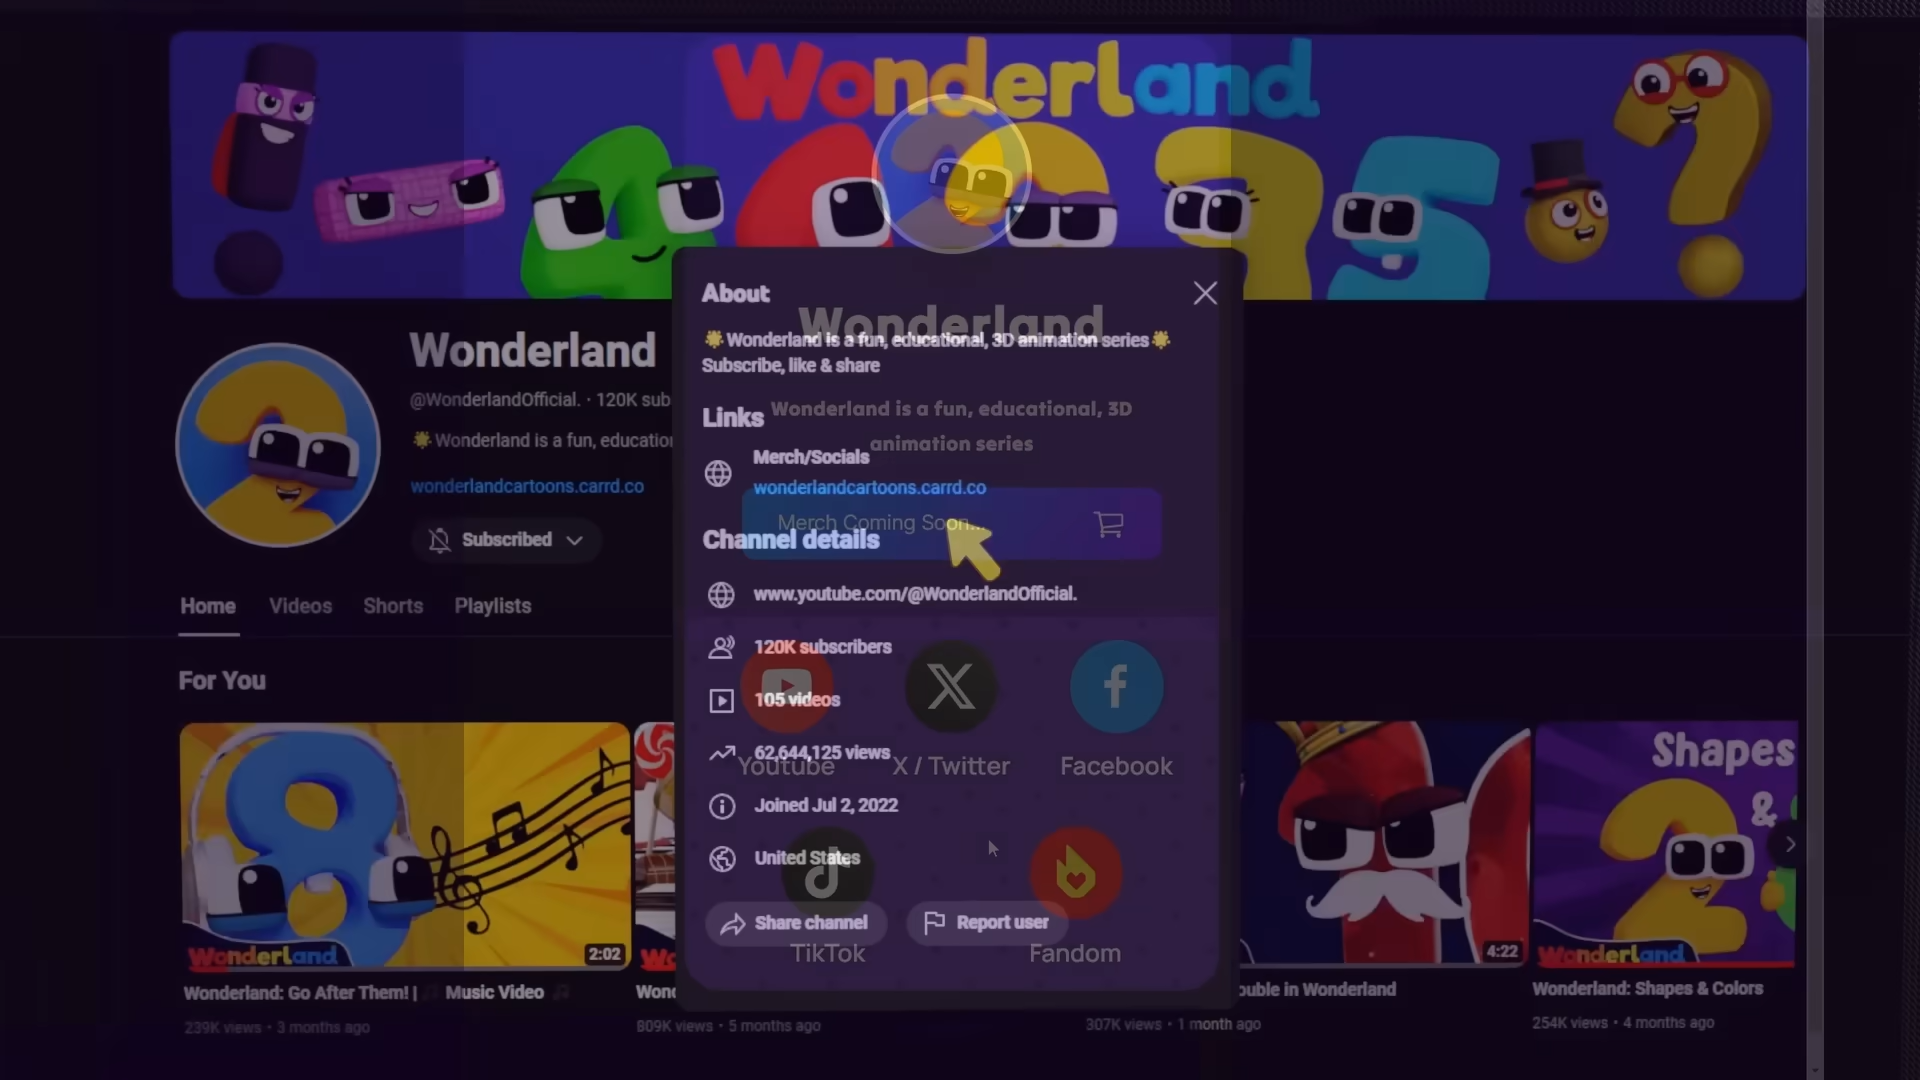 Wonderland
Wonderland
@WonderlandOfficial. · 120K sub
🌟Wonderland is a fun, educatio
wonderlandcartoons.carrd.co
Subscribed
Home
Videos
Shorts
Playlists
For You
About
Wonderland
🌟Wonderland is a fun, educational, 3D animation series🌟
Subscribe, like & share
Links
Wonderland is a fun, educational, 3D
animation series
Merch/Socials
wonderlandcartoons.carrd.co
Merch Coming Soon...
Channel details
www.youtube.com/@WonderlandOfficial.
120K subscribers
105 videos
62,644,125 views
Youtube
X / Twitter
Facebook
Joined Jul 2, 2022
United States
Share channel
Report user
TikTok
Fandom
Wonderland
2:02
Wonderland: Go After Them! | 🎵 Music Video 🎵
239K views · 3 months ago
Wo
Won
809K views · 5 months ago
4:22
ouble in Wonderland
307K views · 1 month ago
Shapes
&
Wonderland
Wonderland: Shapes & Colors
254K views · 4 months ago